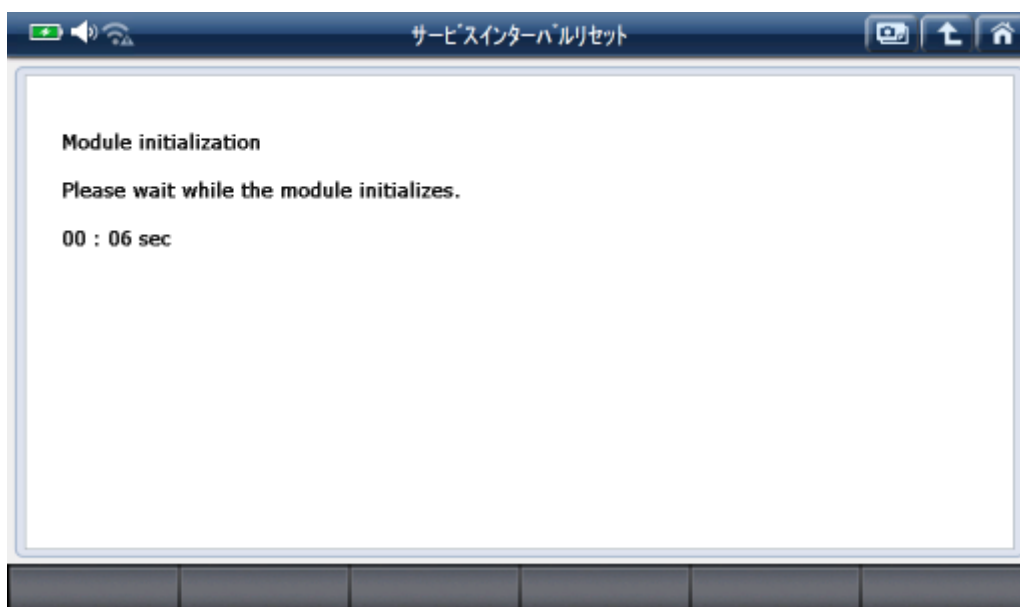 サービスインターバルリセット
Module initialization
Please wait while the module initializes.
00 : 06 sec